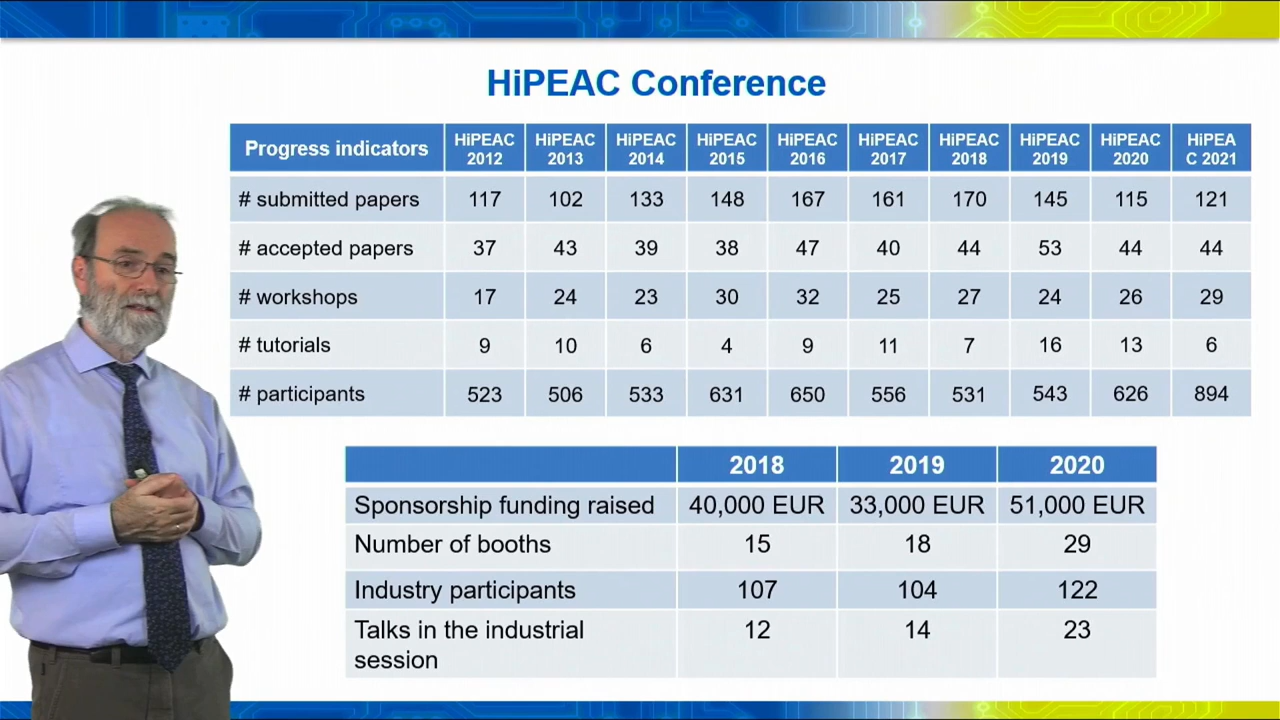 HiPEAC Conference
Progress indicators HiPEAC 2012 HiPEAC 2013 HiPEAC 2014 HiPEAC 2015 HiPEAC 2016 HiPEAC 2017 HiPEAC 2018 HiPEAC 2019 HiPEAC 2020 HiPEA C 2021
# submitted papers 117 102 133 148 167 161 170 145 115 121
# accepted papers 37 43 39 38 47 40 44 53 44 44
# workshops 17 24 23 30 32 25 27 24 26 29
# tutorials 9 10 6 4 9 11 7 16 13 6
# participants 523 506 533 631 650 556 531 543 626 894
2018 2019 2020
Sponsorship funding raised 40,000 EUR 33,000 EUR 51,000 EUR
Number of booths 15 18 29
Industry participants 107 104 122
Talks in the industrial session 12 14 23